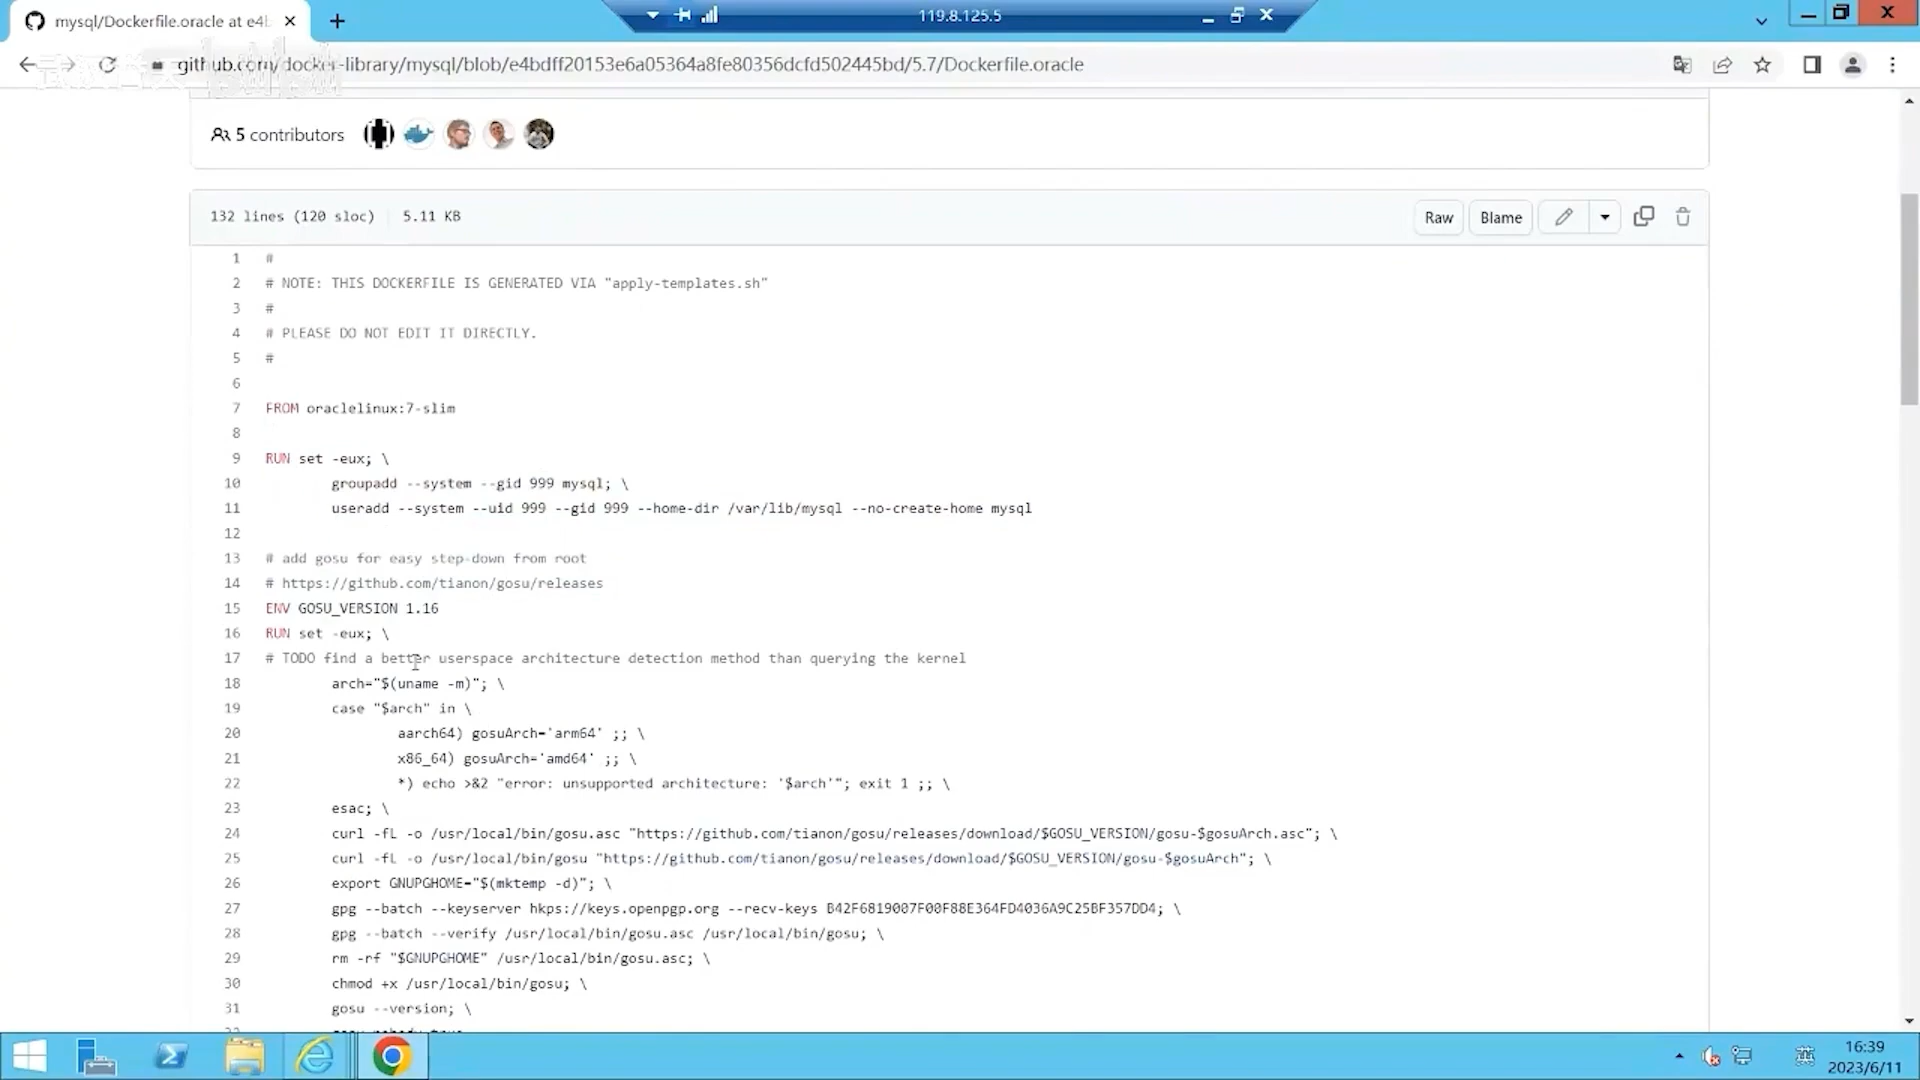 mysql/Dockerfile.oracle at e4b
119.8.125.5
github.com/docker-library/mysql/blob/e4bdff20153e6a05364a8fe80356dcfd502445bd/5.7/Dockerfile.oracle
5 contributors
132 lines (120 sloc) 5.11 KB
Raw Blame
1 #
2 # NOTE: THIS DOCKERFILE IS GENERATED VIA "apply-templates.sh"
3 #
4 # PLEASE DO NOT EDIT IT DIRECTLY.
5 #
6
7 FROM oraclelinux:7-slim
8
9 RUN set -eux; \
10 groupadd --system --gid 999 mysql; \
11 useradd --system --uid 999 --gid 999 --home-dir /var/lib/mysql --no-create-home mysql
12
13 # add gosu for easy step-down from root
14 # https://github.com/tianon/gosu/releases
15 ENV GOSU_VERSION 1.16
16 RUN set -eux; \
17 # TODO find a better userspace architecture detection method than querying the kernel
18 arch="$(uname -m)"; \
19 case "$arch" in \
20 aarch64) gosuArch='arm64' ;; \
21 x86_64) gosuArch='amd64' ;; \
22 *) echo >&2 "error: unsupported architecture: '$arch'"; exit 1 ;; \
23 esac; \
24 curl -fL -o /usr/local/bin/gosu.asc "https://github.com/tianon/gosu/releases/download/$GOSU_VERSION/gosu-$gosuArch.asc"; \
25 curl -fL -o /usr/local/bin/gosu "https://github.com/tianon/gosu/releases/download/$GOSU_VERSION/gosu-$gosuArch"; \
26 export GNUPGHOME="$(mktemp -d)"; \
27 gpg --batch --keyserver hkps://keys.openpgp.org --recv-keys B42F6819007F00F88E364FD4036A9C25BF357DD4; \
28 gpg --batch --verify /usr/local/bin/gosu.asc /usr/local/bin/gosu; \
29 rm -rf "$GNUPGHOME" /usr/local/bin/gosu.asc; \
30 chmod +x /usr/local/bin/gosu; \
31 gosu --version; \
英
16:39
2023/6/11